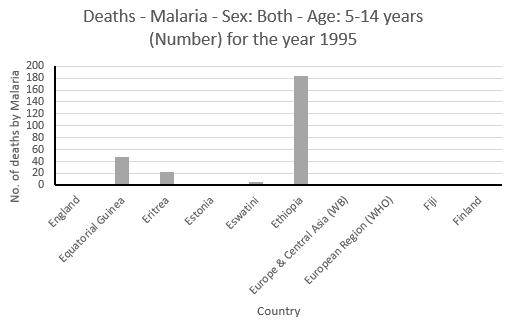 Deaths - Malaria - Sex: Both - Age: 5-14 years
(Number) for the year 1995
No. of deaths by Malaria
200
180
160
140
120
100
80
60
40
20
0
England
Equatorial Guinea
Eritrea
Estonia
Eswatini
Ethiopia
Europe & Central Asia (WB)
European Region (WHO)
Fiji
Finland
Country